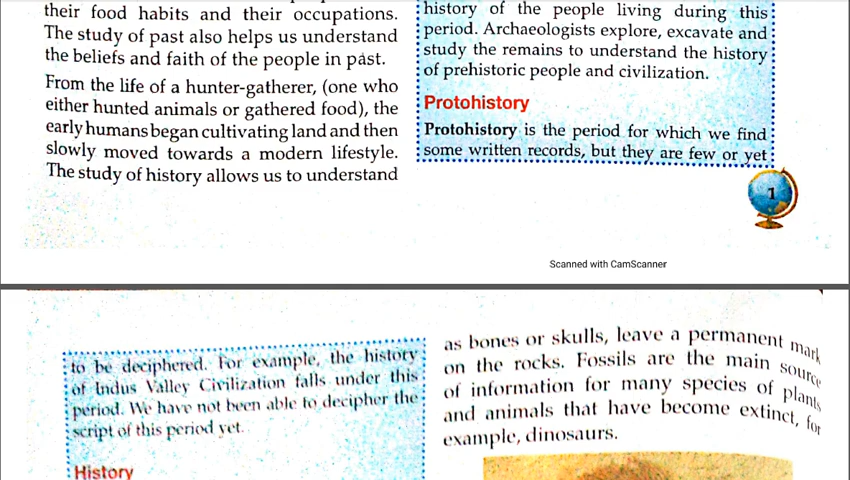 their food habits and their occupations.
The study of past also helps us understand
the beliefs and faith of the people in past.
From the life of a hunter-gatherer, (one who
either hunted animals or gathered food), the
early humans began cultivating land and then
slowly moved towards a modern lifestyle.
The study of history allows us to understand
history of the people living during this
period. Archaeologists explore, excavate and
study the remains to understand the history
of prehistoric people and civilization.
Protohistory
Protohistory is the period for which we find
some written records, but they are few or yet
1
Scanned with CamScanner
to be deciphered. For example, the history
of Indus Valley Civilization falls under this
period. We have not been able to decipher the
script of this period yet.
History
as bones or skulls, leave a permanent mark
on the rocks. Fossils are the main source
of information for many species of plants
and animals that have become extinct, for
example, dinosaurs.